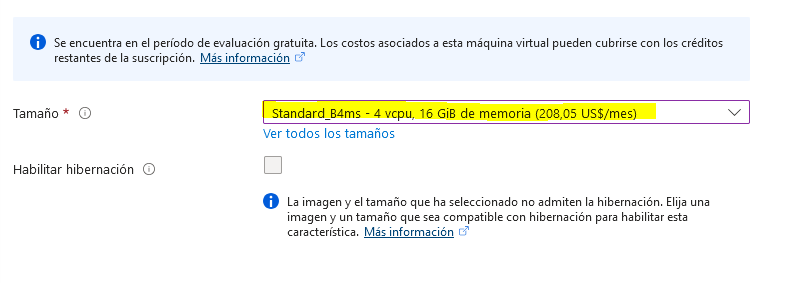 Se encuentra en el período de evaluación gratuita. Los costos asociados a esta máquina virtual pueden cubrirse con los créditos
restantes de la suscripción. Más información
Tamaño *
Standard_B4ms - 4 vcpu, 16 GiB de memoria (208,05 US$/mes)
Ver todos los tamaños
Habilitar hibernación
La imagen y el tamaño que ha seleccionado no admiten la hibernación. Elija una
imagen y un tamaño que sea compatible con hibernación para habilitar esta
característica. Más información